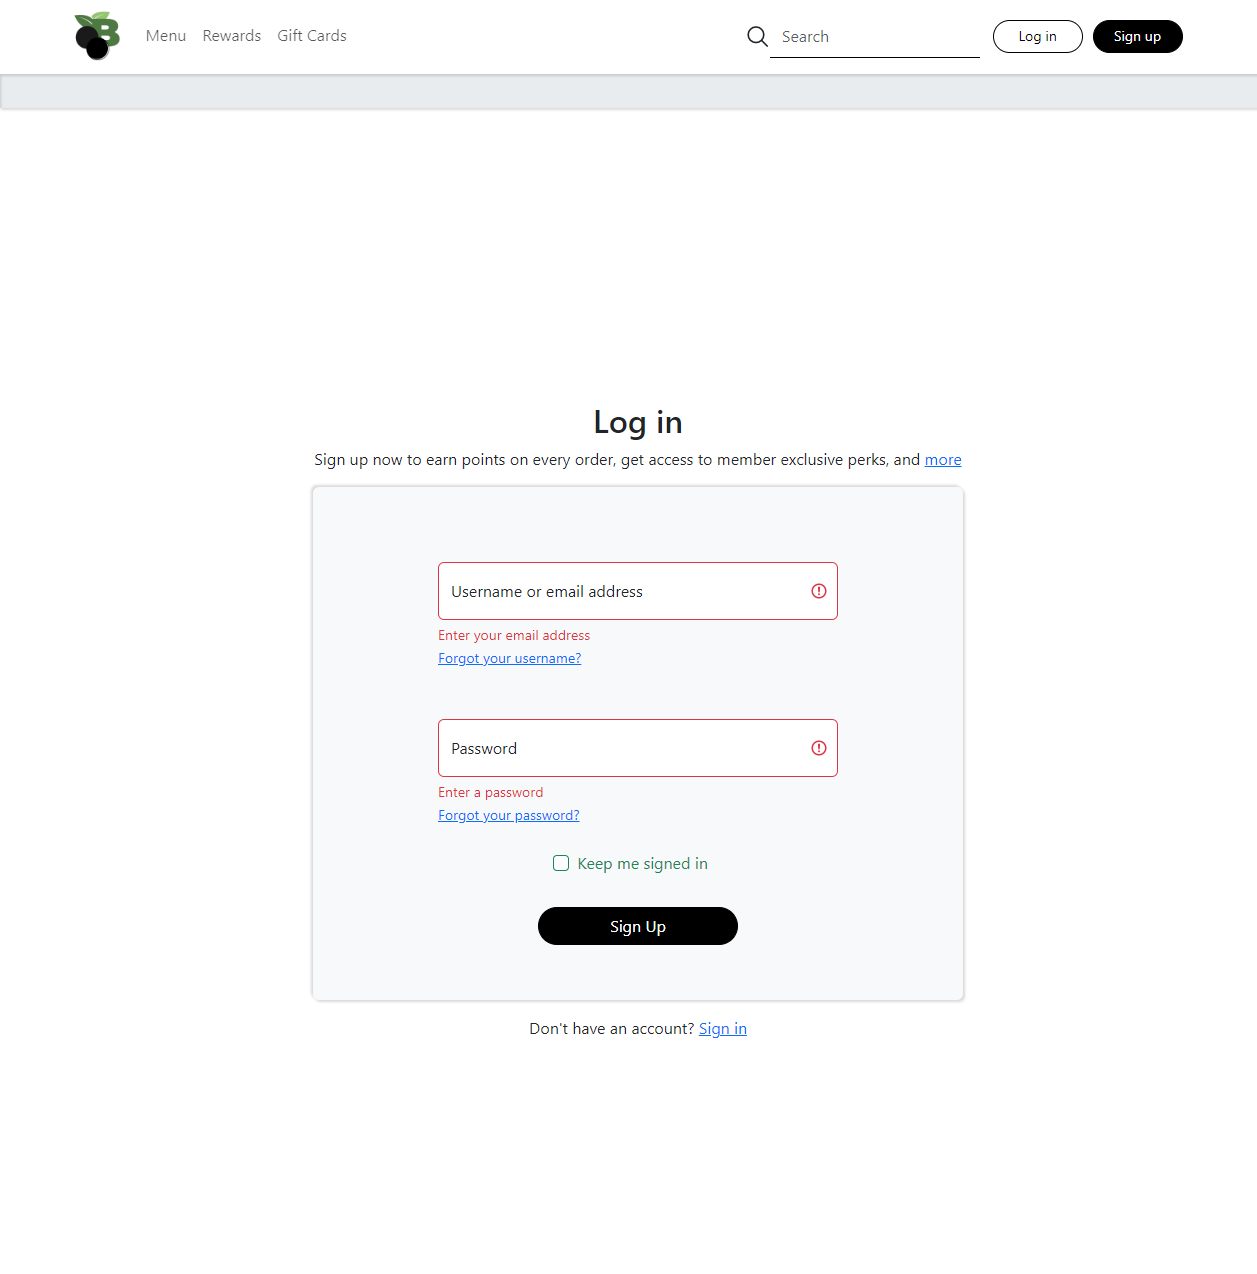 B
Menu Rewards Gift Cards Search Log in Sign up
Log in
Sign up now to earn points on every order, get access to member exclusive perks, and more
Username or email address
Enter your email address
Forgot your username?
Password
Enter a password
Forgot your password?
Keep me signed in
Sign Up
Don't have an account? Sign in